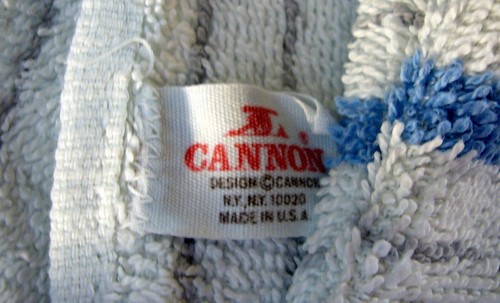 CANNON®
DESIGN © CANNON
N.Y., N.Y. 10020
MADE IN U.S.A